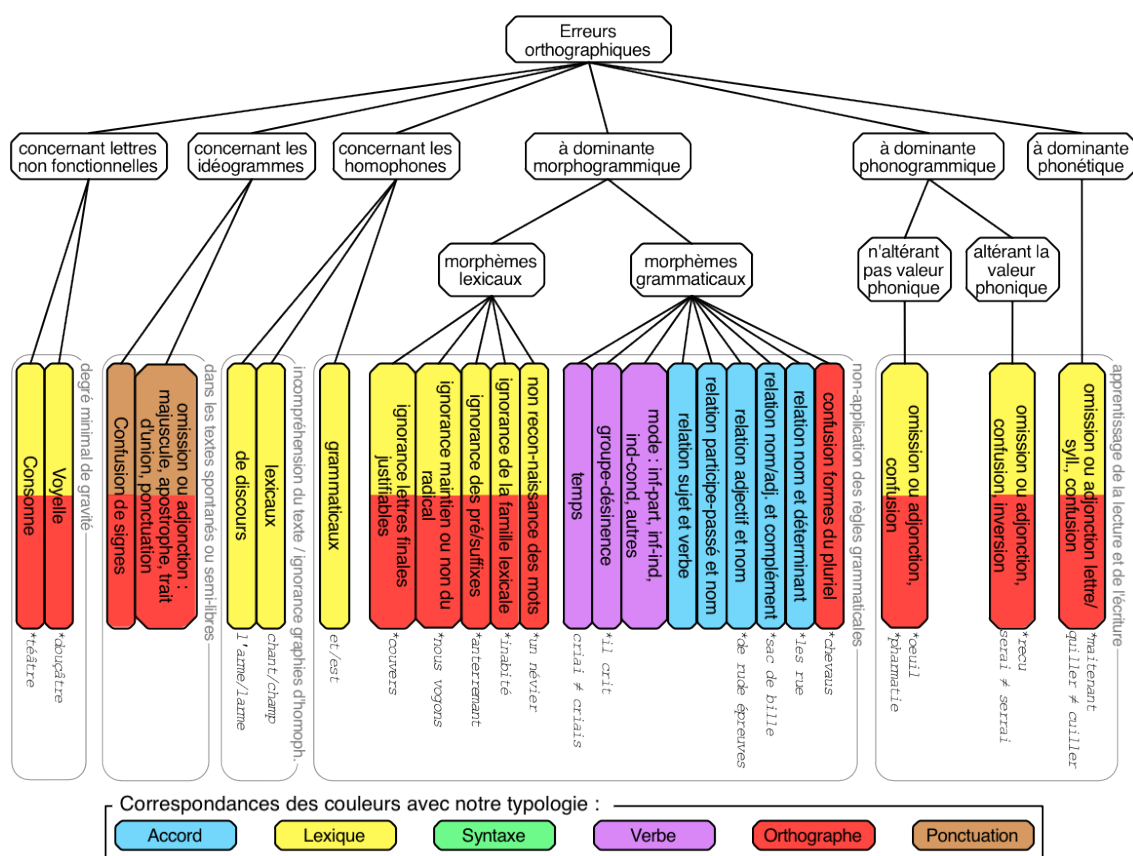 Erreurs
orthographiques
concernant lettres
non fonctionnelles
concernant les
idéogrammes
concernant les
homophones
à dominante
morphogrammique
à dominante
phonogrammique
à dominante
phonétique
morphèmes
lexicaux
morphèmes
grammaticaux
n'altérant
pas valeur
phonique
altérant la
valeur
phonique
degré minimal de gravité
Consonne
*téâtre
Voyelle
*douçâtre
dans les textes spontanés ou semi-libres
Confusion de signes
omission ou adjonction :
majuscule, apostrophe, trait
d'union, ponctuation
incompréhension du texte / ignorance graphies d'homoph.
de discours
l'arme/larme
lexicaux
chant/champ
non-application des règles grammaticales
grammaticaux
et/est
ignorance lettres finales
justifiables
*couvers
ignorance maintien ou non du
radical
*nous vogons
ignorance des pré/suffixes
*anterremant
ignorance de la famille lexicale
*inabité
non recon-naissance des mots
*un névier
temps
criai ≠ criais
groupe-désinence
*il crit
mode : inf-part, inf-ind,
ind-cond, autres
relation sujet et verbe
relation participe-passé et nom
relation adjectif et nom
*de rude épreuves
relation nom/adj. et complément
*sac de bille
relation nom et déterminant
*les rue
confusion formes du pluriel
*chevaus
apprentissage de la lecture et de l'écriture
omission ou adjonction,
confusion
*oeuil
*pharmatie
omission ou adjonction,
confusion, inversion
*recu
serai ≠ serrai
omission ou adjonction lettre/
syll., confusion
*maitenant
quiller ≠ cuiller
Correspondances des couleurs avec notre typologie :
Accord
Lexique
Syntaxe
Verbe
Orthographe
Ponctuation